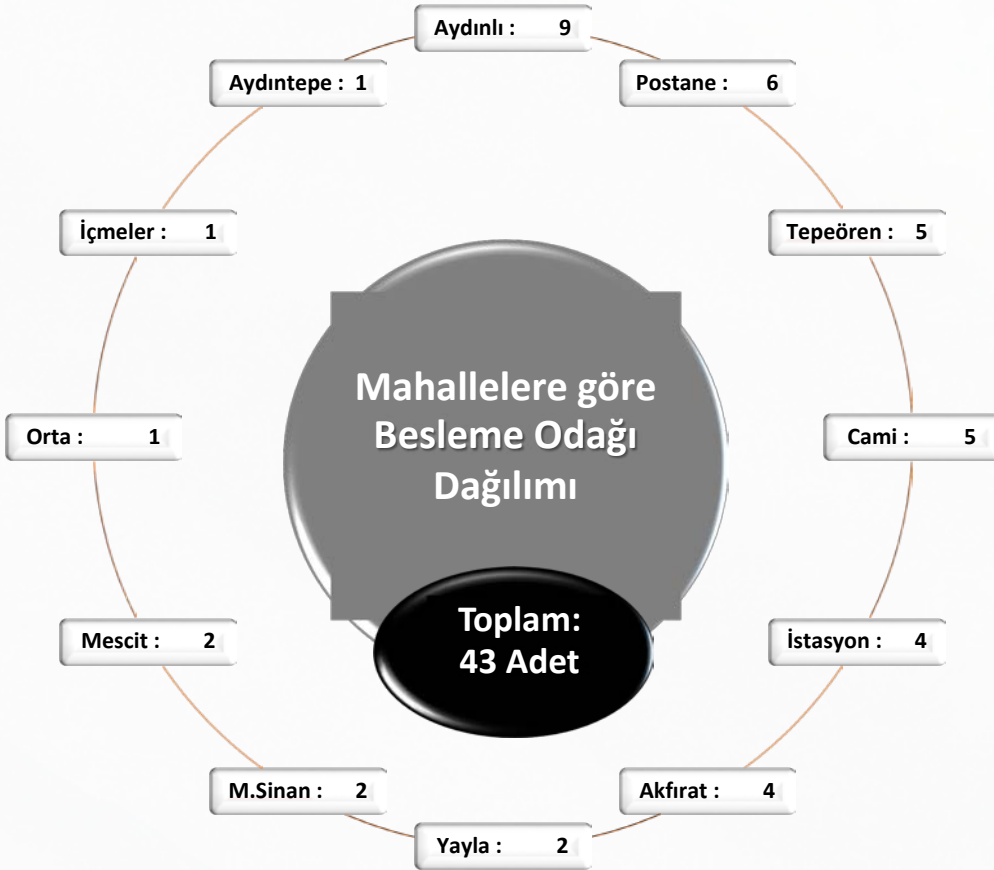 Aydınlı : 9
Postane : 6
Tepeören : 5
Cami : 5
İstasyon : 4
Akfırat : 4
Yayla : 2
M.Sinan : 2
Mescit : 2
Orta : 1
İçmeler : 1
Aydıntepe : 1
Mahallelere göre
Besleme Odağı
Dağılımı
Toplam:
43 Adet